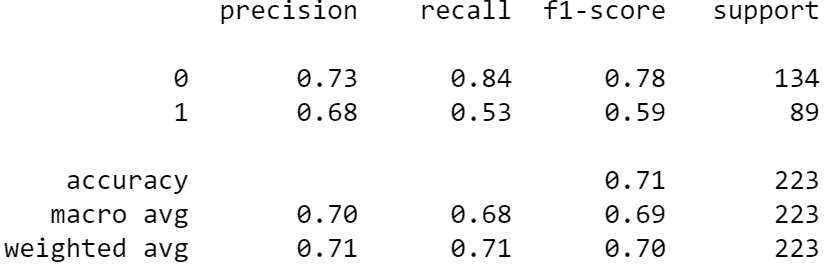 precision recall f1-score support
0 0.73 0.84 0.78 134
1 0.68 0.53 0.59 89
accuracy 0.71 223
macro avg 0.70 0.68 0.69 223
weighted avg 0.71 0.71 0.70 223